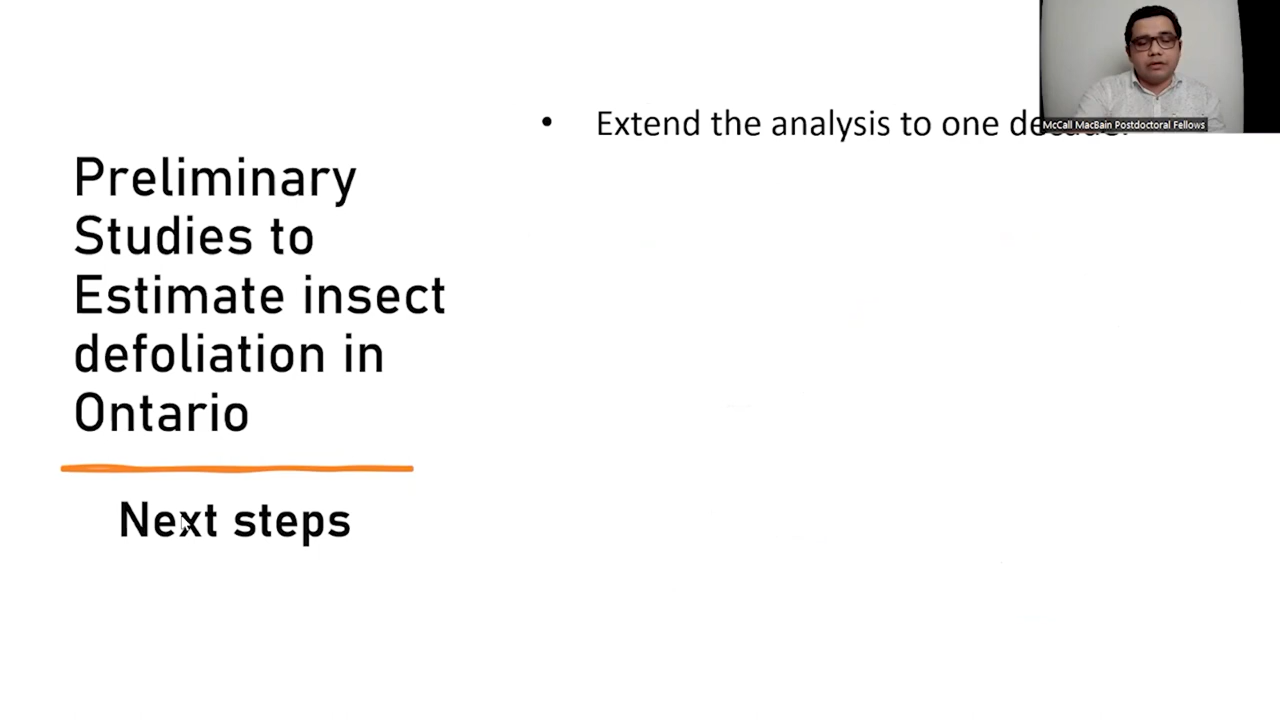 Preliminary
Studies to
Estimate insect
defoliation in
Ontario
Next steps
• Extend the analysis to one
McCall MacBain Postdoctoral Fellows